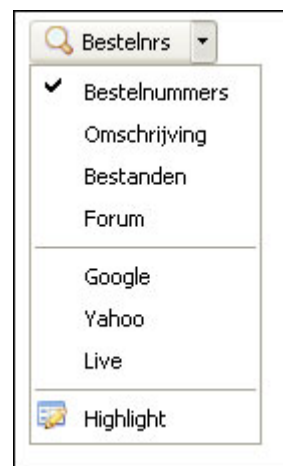 Bestelnrs
Bestelnummers
Omschrijving
Bestanden
Forum
Google
Yahoo
Live
Highlight